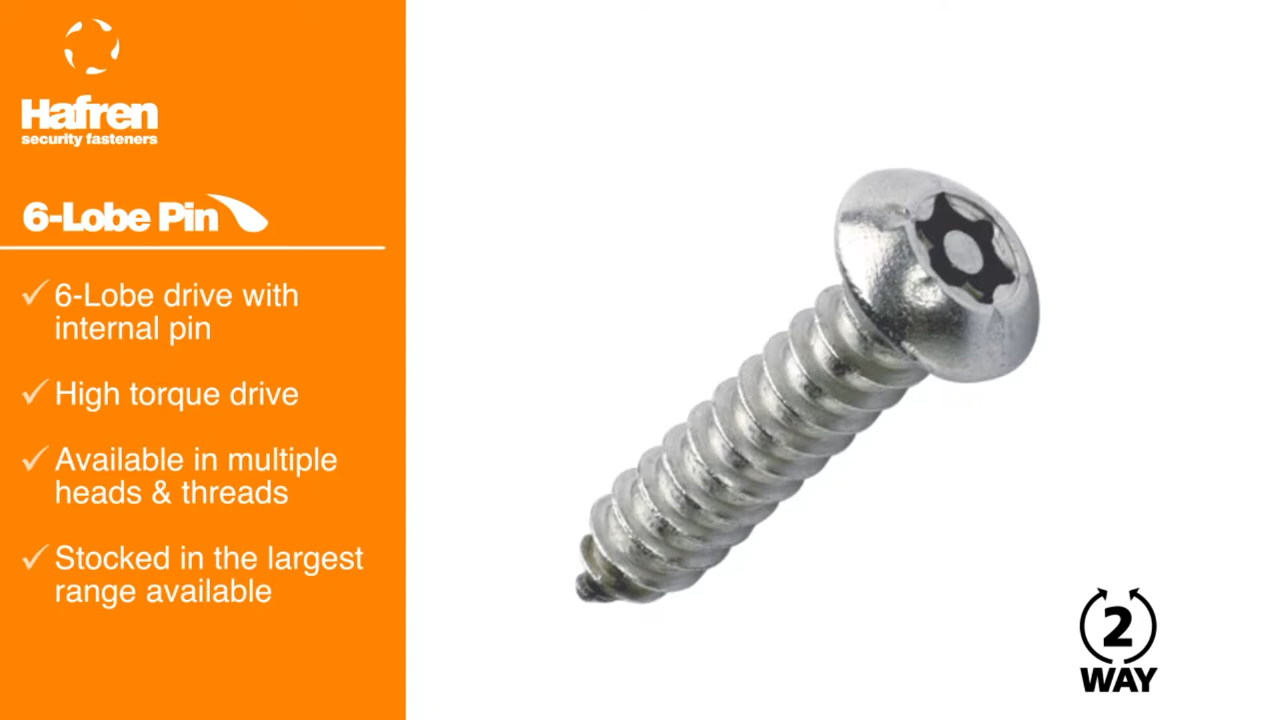 Hafren
security fasteners
6-Lobe Pin
6-Lobe drive with
internal pin
High torque drive
Available in multiple
heads & threads
Stocked in the largest
range available
2
WAY